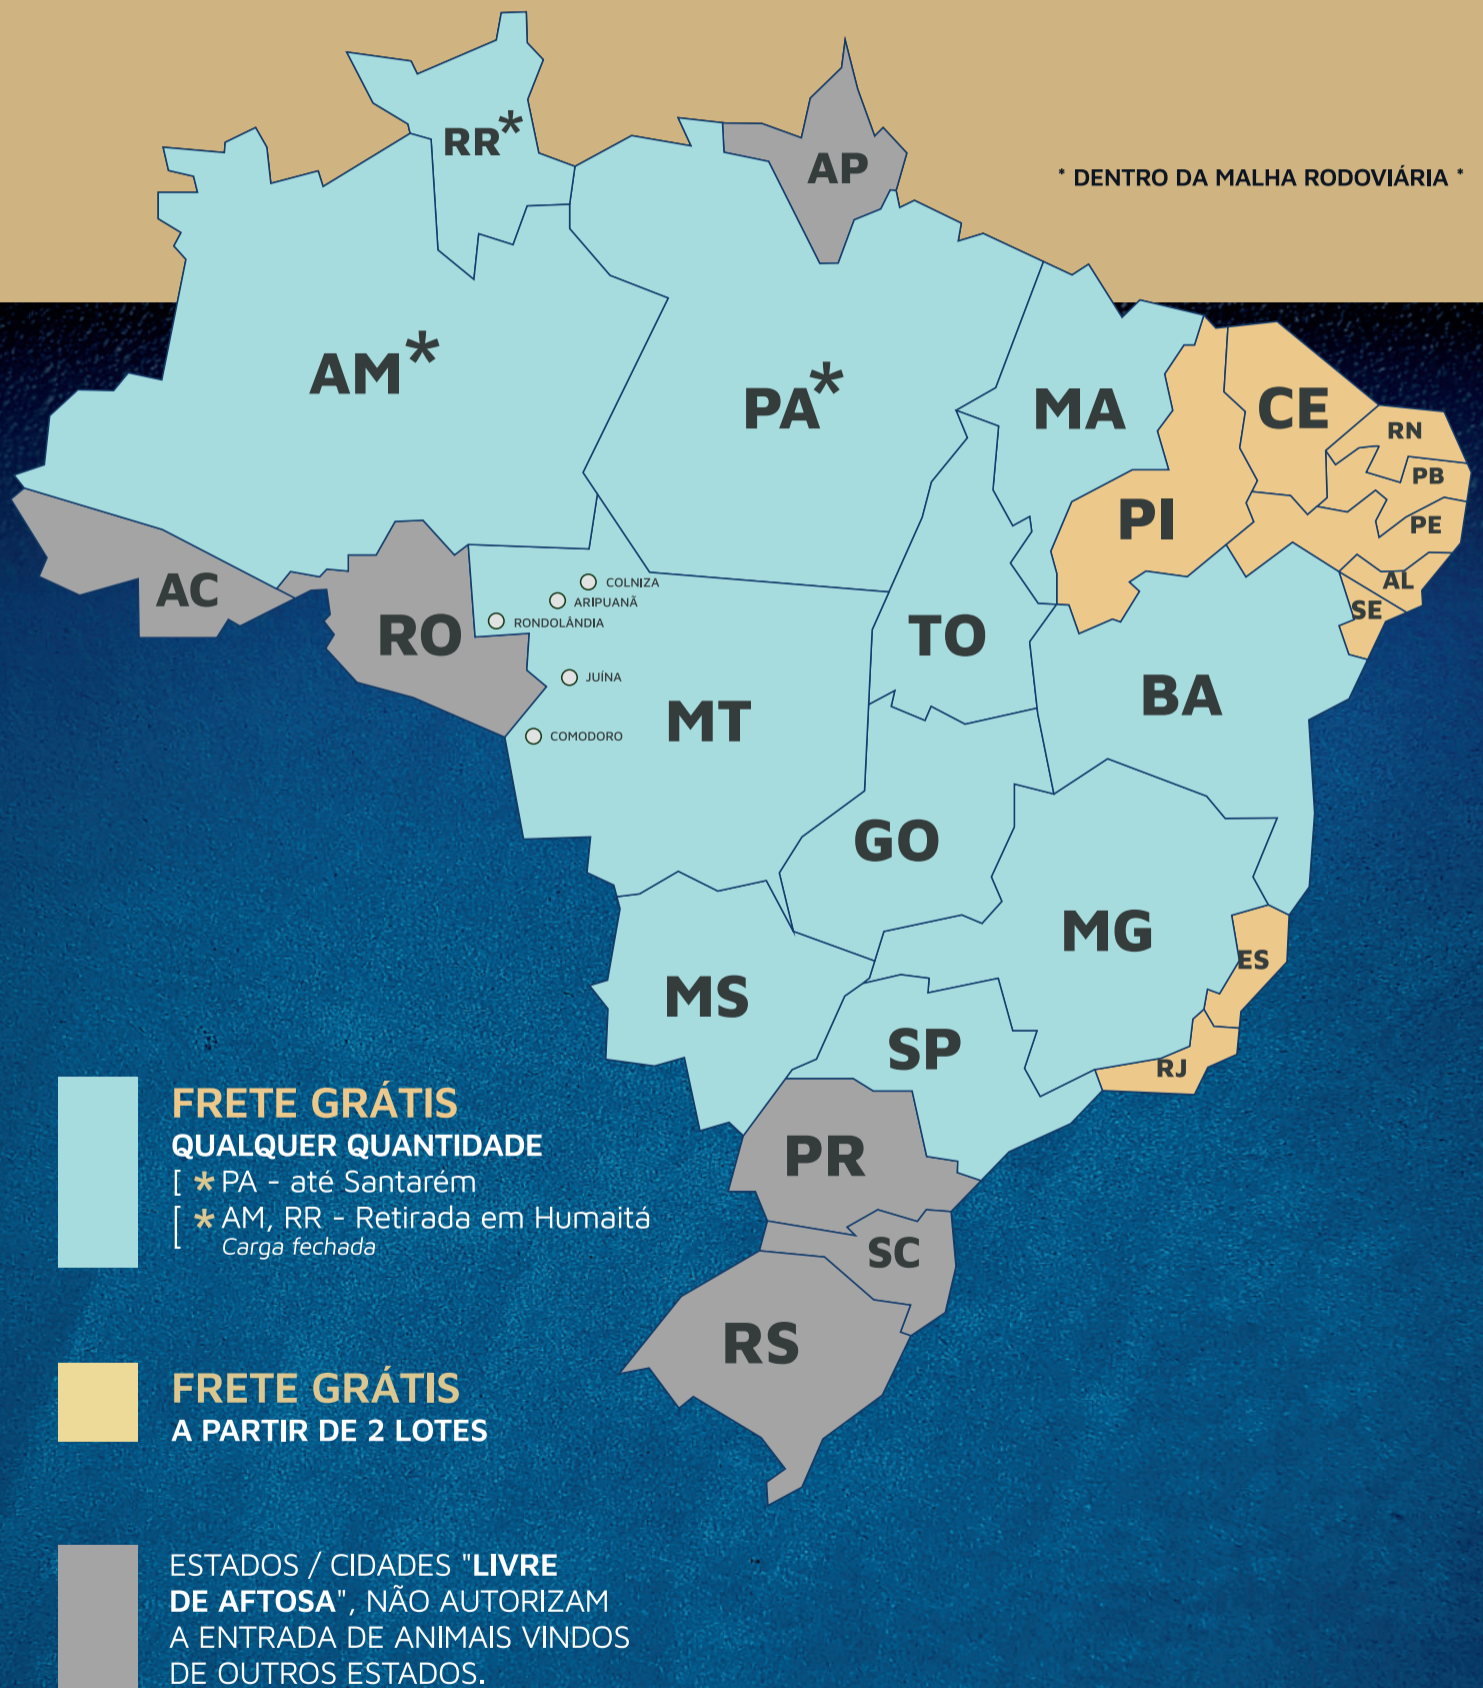 RR*
AP
* DENTRO DA MALHA RODOVIÁRIA *
AM*
PA*
MA
CE
RN
PB
PI
PE
AC
COLNIZA
AL
ARIPUANÃ
SE
RONDOLÂNDIA
RO
TO
JUÍNA
BA
MT
COMODORO
GO
MG
ES
MS
SP
RJ
PR
SC
RS
FRETE GRÁTIS
QUALQUER QUANTIDADE
[ * PA - até Santarém
[ * AM, RR - Retirada em Humaitá
Carga fechada
FRETE GRÁTIS
A PARTIR DE 2 LOTES
ESTADOS / CIDADES "LIVRE
DE AFTOSA", NÃO AUTORIZAM
A ENTRADA DE ANIMAIS VINDOS
DE OUTROS ESTADOS.